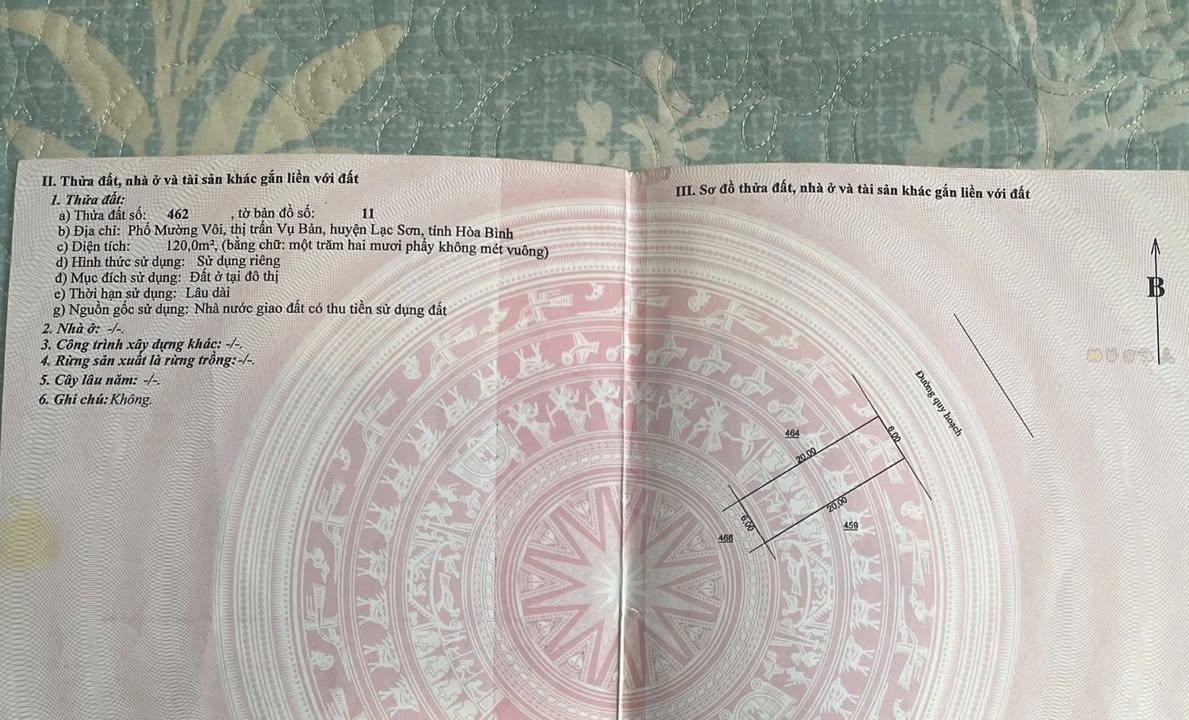 II. Thửa đất, nhà ở và tài sản khác gắn liền với đất
1. Thửa đất:
a) Thửa đất số: 462 , tờ bản đồ số: 11
b) Địa chỉ: Phố Mường Vôi, thị trấn Vụ Bản, huyện Lạc Sơn, tỉnh Hòa Bình
c) Diện tích: 120,0m², (bằng chữ: một trăm hai mươi phẩy không mét vuông)
d) Hình thức sử dụng: Sử dụng riêng
đ) Mục đích sử dụng: Đất ở tại đô thị
e) Thời hạn sử dụng: Lâu dài
g) Nguồn gốc sử dụng: Nhà nước giao đất có thu tiền sử dụng đất
2. Nhà ở: -/-.
3. Công trình xây dựng khác: -/-.
4. Rừng sản xuất là rừng trồng: -/-.
5. Cây lâu năm: -/-.
6. Ghi chú: Không.
III. Sơ đồ thửa đất, nhà ở và tài sản khác gắn liền với đất
B
Đường quy hoạch
464
6.00
20.00
20.00
6.00
459
468